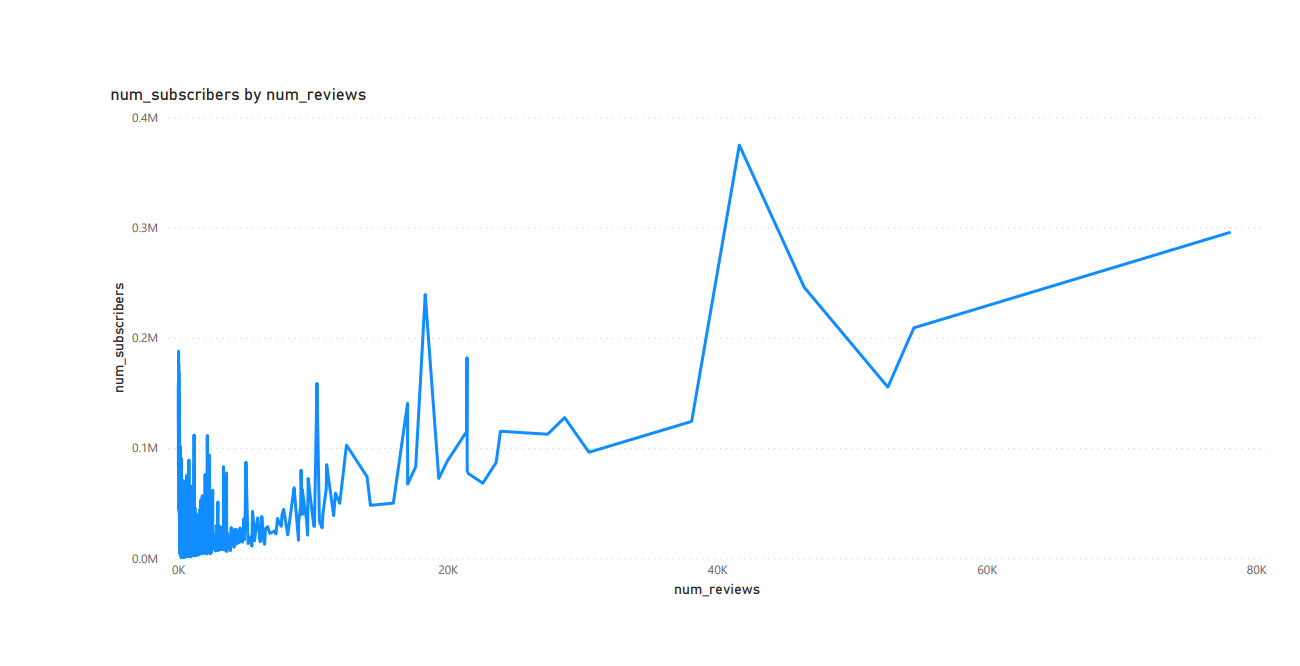 num_subscribers by num_reviews
0.4M
0.3M
0.2M
0.1M
0.0M
num_subscribers
0K
20K
40K
60K
80K
num_reviews